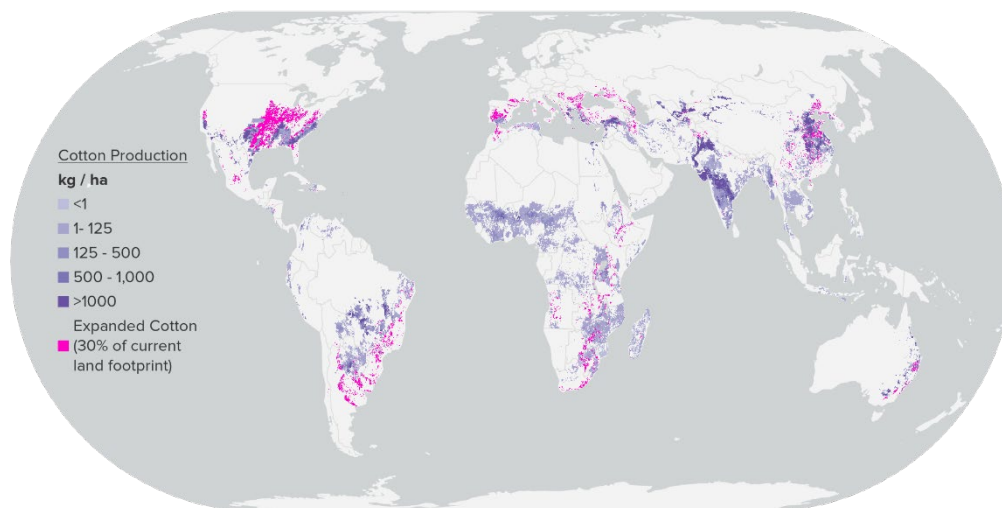 Cotton Production
kg / ha
<1
1- 125
125 - 500
500 - 1,000
>1000
Expanded Cotton
(30% of current
land footprint)